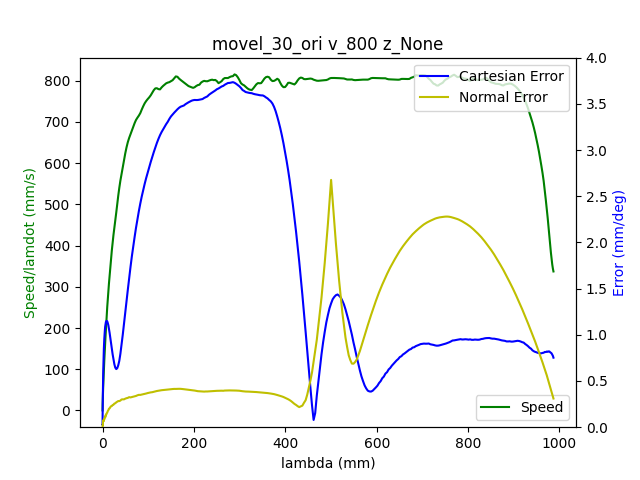 movel_30_ori v_800 z_None
Speed/lamdot (mm/s)
800
700
600
500
400
300
200
100
0
Cartesian Error
Normal Error
Speed
4.0
3.5
3.0
2.5
2.0
1.5
1.0
0.5
0.0
Error (mm/deg)
0 200 400 600 800 1000
lambda (mm)